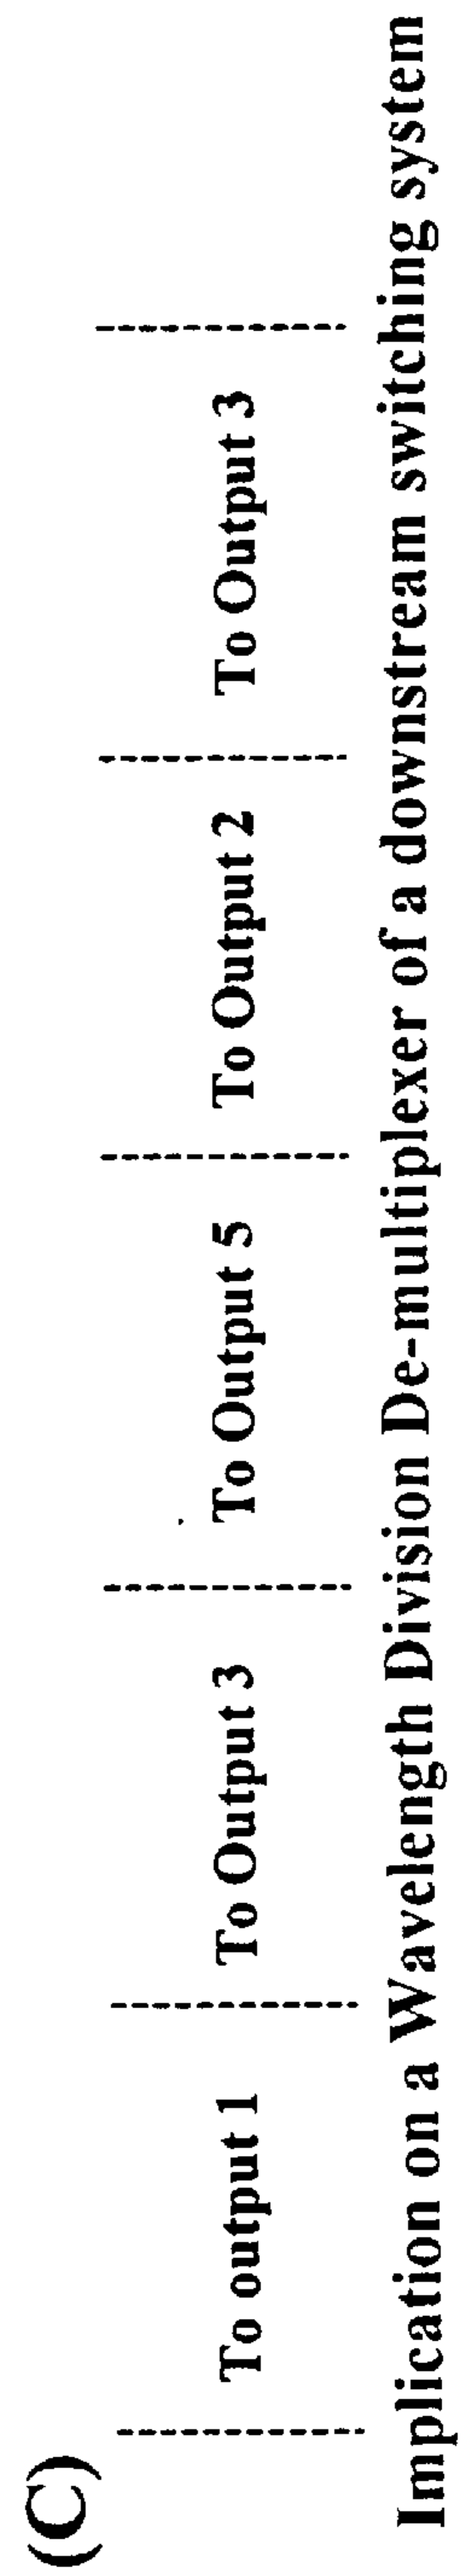 (C)
To output 1 To Output 3 To Output 5 To Output 2 To Output 3
Implication on a Wavelength Division De-multiplexer of a downstream switching system